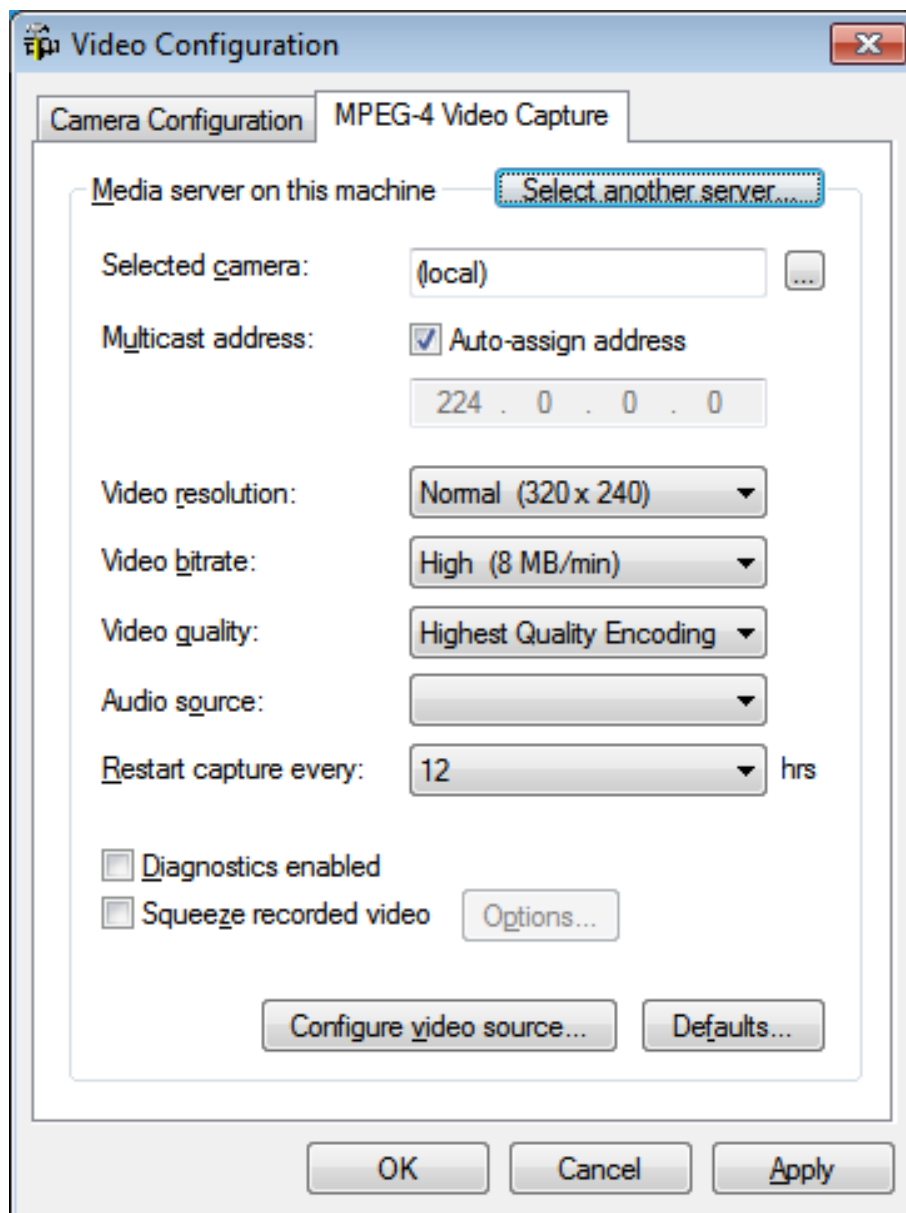 Video Configuration
Camera Configuration MPEG-4 Video Capture
Media server on this machine Select another server...
Selected camera: (local) ...
Multicast address: Auto-assign address
224 . 0 . 0 . 0
Video resolution: Normal (320 x 240)
Video bitrate: High (8 MB/min)
Video quality: Highest Quality Encoding
Audio source:
Restart capture every: 12 hrs
Diagnostics enabled
Squeeze recorded video Options...
Configure video source... Defaults...
OK Cancel Apply